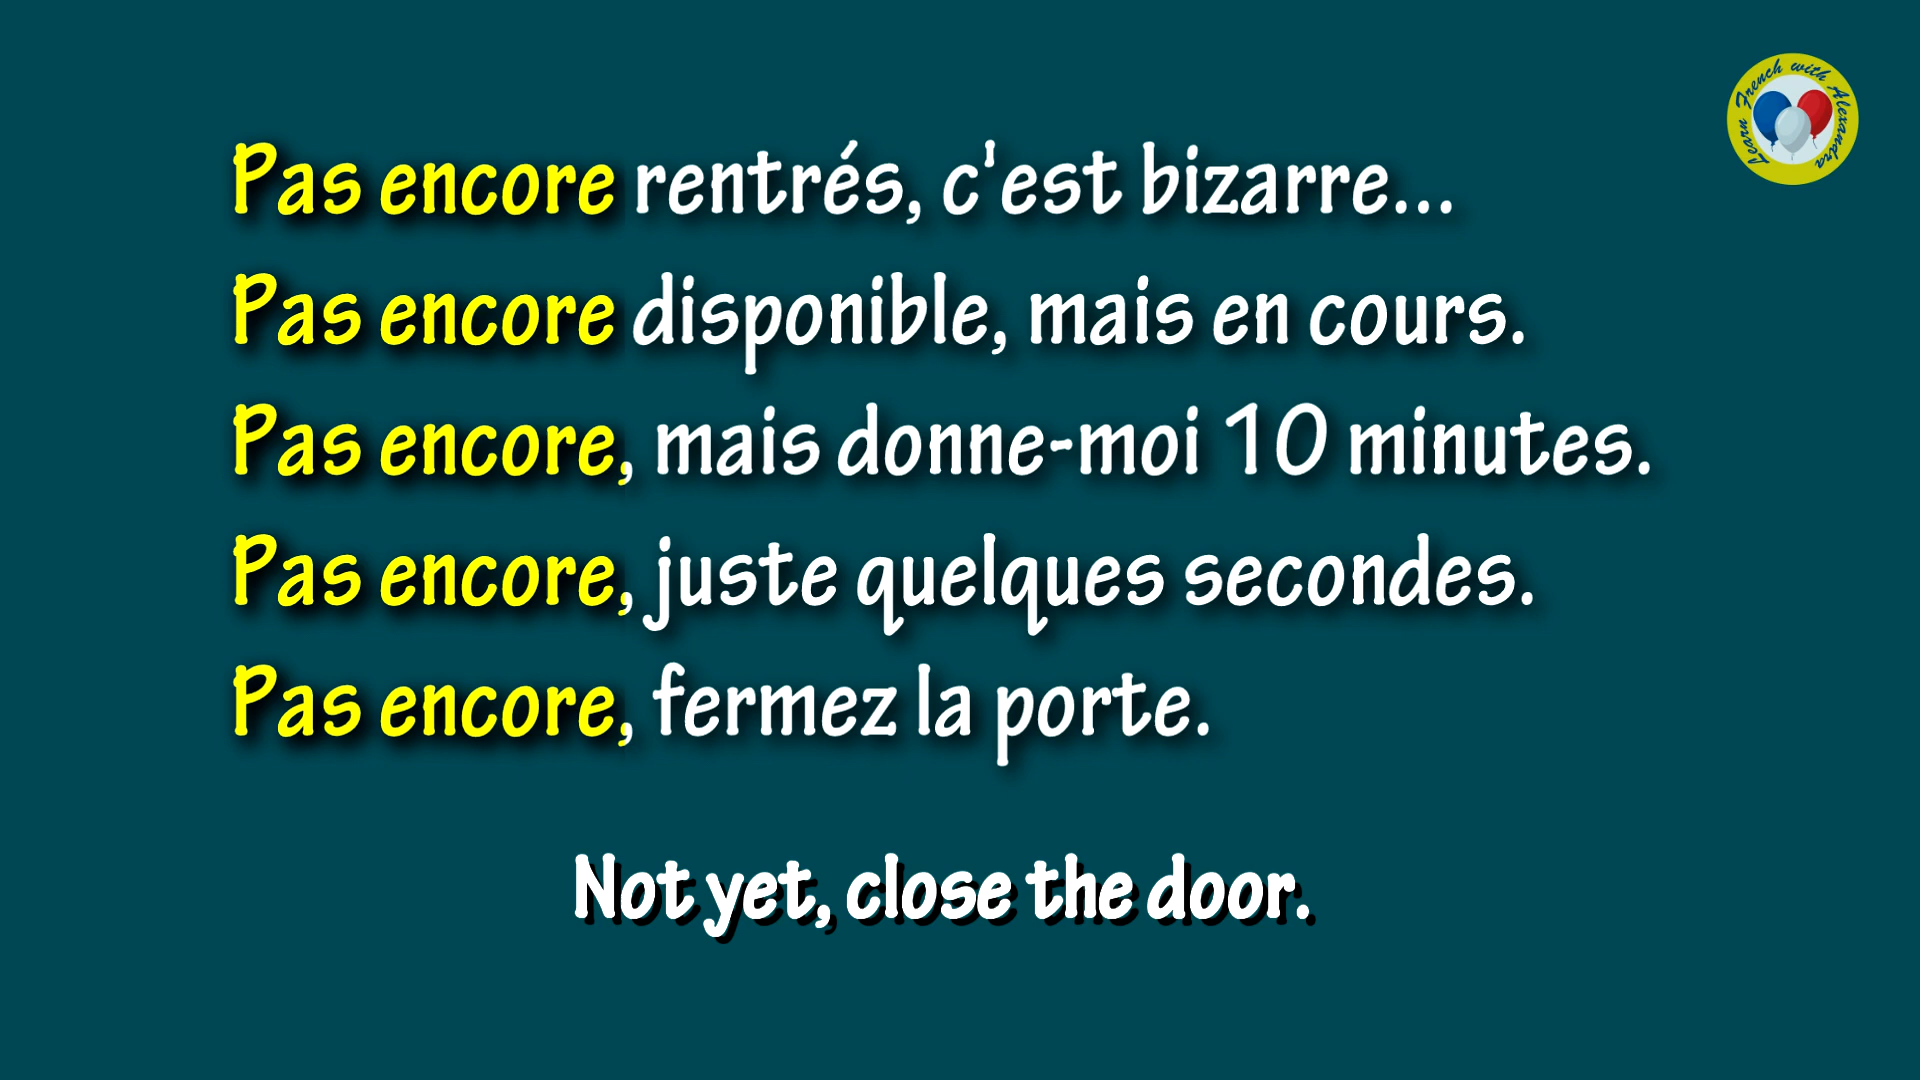 Learn French with Alexandra
Pas encore rentrés, c'est bizarre...
Pas encore disponible, mais en cours.
Pas encore, mais donne-moi 10 minutes.
Pas encore, juste quelques secondes.
Pas encore, fermez la porte.
Not yet, close the door.